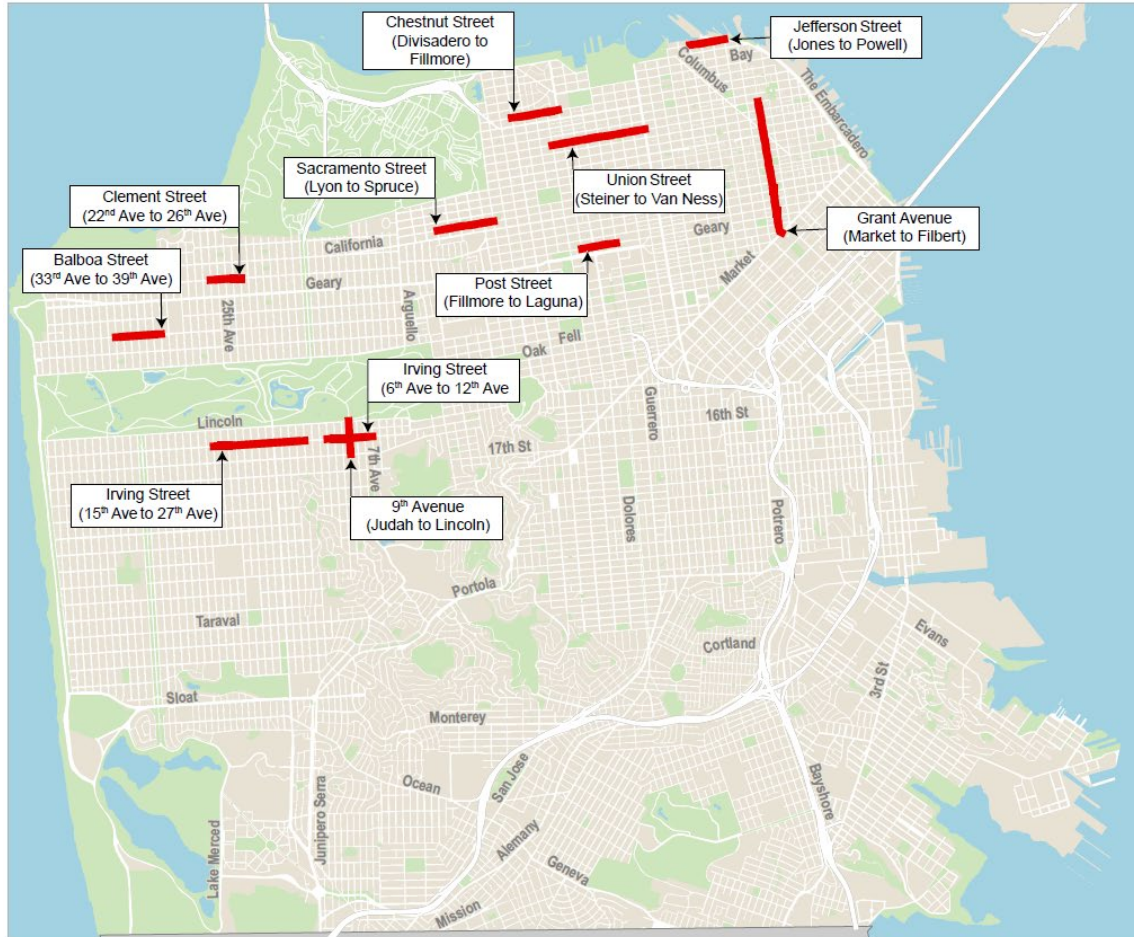 Chestnut Street
(Divisadero to
Fillmore)
Jefferson Street
(Jones to Powell)
Bay
Columbus
The Embarcadero
Sacramento Street
(Lyon to Spruce)
Union Street
(Steiner to Van Ness)
Clement Street
(22nd Ave to 26th Ave)
Grant Avenue
(Market to Filbert)
California
Geary
Market
Balboa Street
(33rd Ave to 39th Ave)
Geary
Post Street
(Fillmore to Laguna)
25th Ave
Arguello
Oak
Fell
Irving Street
(6th Ave to 12th Ave
Guerrero
16th St
Lincoln
17th St
7th Ave
Irving Street
(15th Ave to 27th Ave)
9th Avenue
(Judah to Lincoln)
Dolores
Potrero
Portola
Taraval
Cortland
Evans
3rd St
Sloat
Monterey
Ocean
San Jose
Bayshore
Junipero Serra
Lake Merced
Alemany
Geneva
Mission